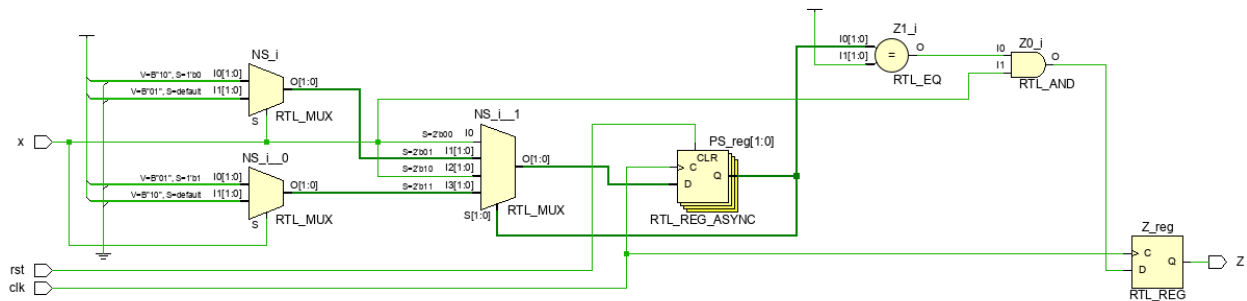 Z1_i
I0[1:0] O
I1[1:0] =
RTL_EQ
Z0_i
I0 O
I1
RTL_AND
NS_i
V=B"10", S=1'b0 I0[1:0] O[1:0]
V=B"01", S=default I1[1:0]
S RTL_MUX
x
NS_i__0
V=B"01", S=1'b1 I0[1:0] O[1:0]
V=B"10", S=default I1[1:0]
S RTL_MUX
NS_i__1
S=2'b00 I0
S=2'b01 I1[1:0] O[1:0]
S=2'b10 I2[1:0]
S=2'b11 I3[1:0]
S[1:0] RTL_MUX
PS_reg[1:0]
CLR
C
D Q
RTL_REG_ASYNC
rst
clk
Z_reg
C Q
D
RTL_REG
Z